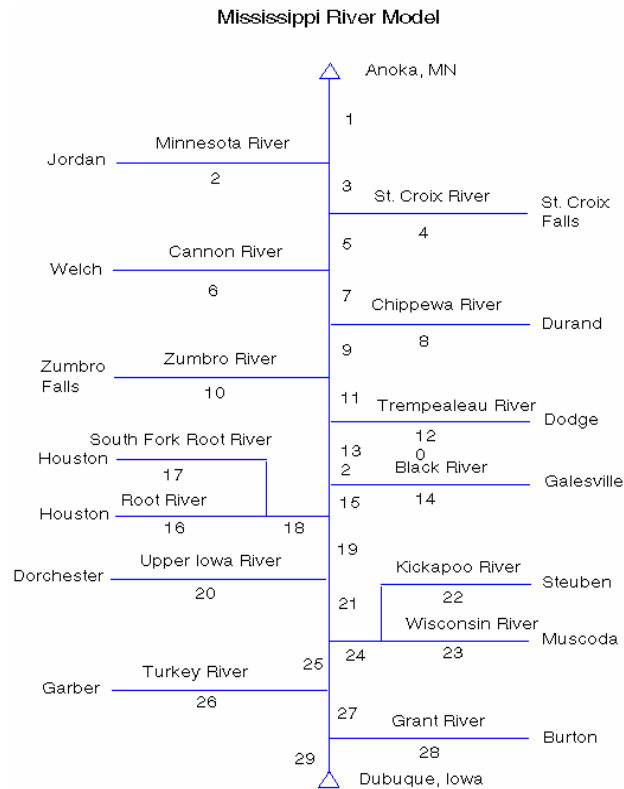 Mississippi River Model
Anoka, MN
1
Minnesota River
Jordan
2
3
St. Croix River
St. Croix
Falls
4
5
Cannon River
Welch
6
7
Chippewa River
Durand
8
9
Zumbro River
Zumbro
Falls
10
11
Trempealeau River
Dodge
12
0
13
2
South Fork Root River
Houston
17
Black River
Galesville
14
15
Root River
Houston
16
18
19
Upper Iowa River
Dorchester
20
Kickapoo River
Steuben
22
21
Wisconsin River
Muscoda
23
24
25
Turkey River
Garber
26
27
Grant River
Burton
28
29
Dubuque, Iowa